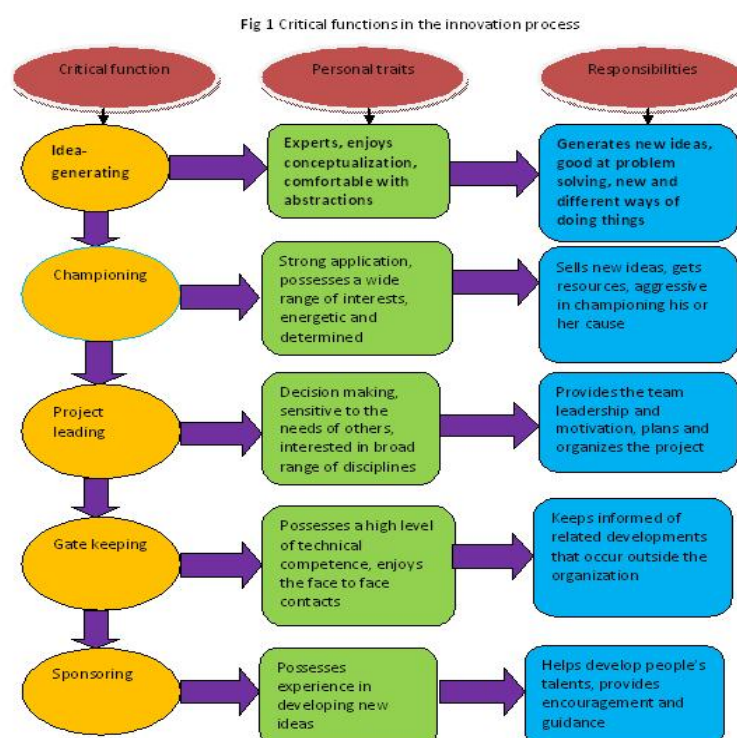 Fig 1 Critical functions in the innovation process
Critical function
Personal traits
Responsibilities
Idea-
generating
Experts, enjoys
conceptualization,
comfortable with
abstractions
Generates new ideas,
good at problem
solving, new and
different ways of
doing things
Championing
Strong application,
possesses a wide
range of interests,
energetic and
determined
Sells new ideas, gets
resources, aggressive
in championing his or
her cause
Project
leading
Decision making,
sensitive to the
needs of others,
interested in broad
range of disciplines
Provides the team
leadership and
motivation, plans and
organizes the project
Gate keeping
Possesses a high level
of technical
competence, enjoys
the face to face
contacts
Keeps informed of
related developments
that occur outside the
organization
Sponsoring
Possesses
experience in
developing new
ideas
Helps develop people's
talents, provides
encouragement and
guidance